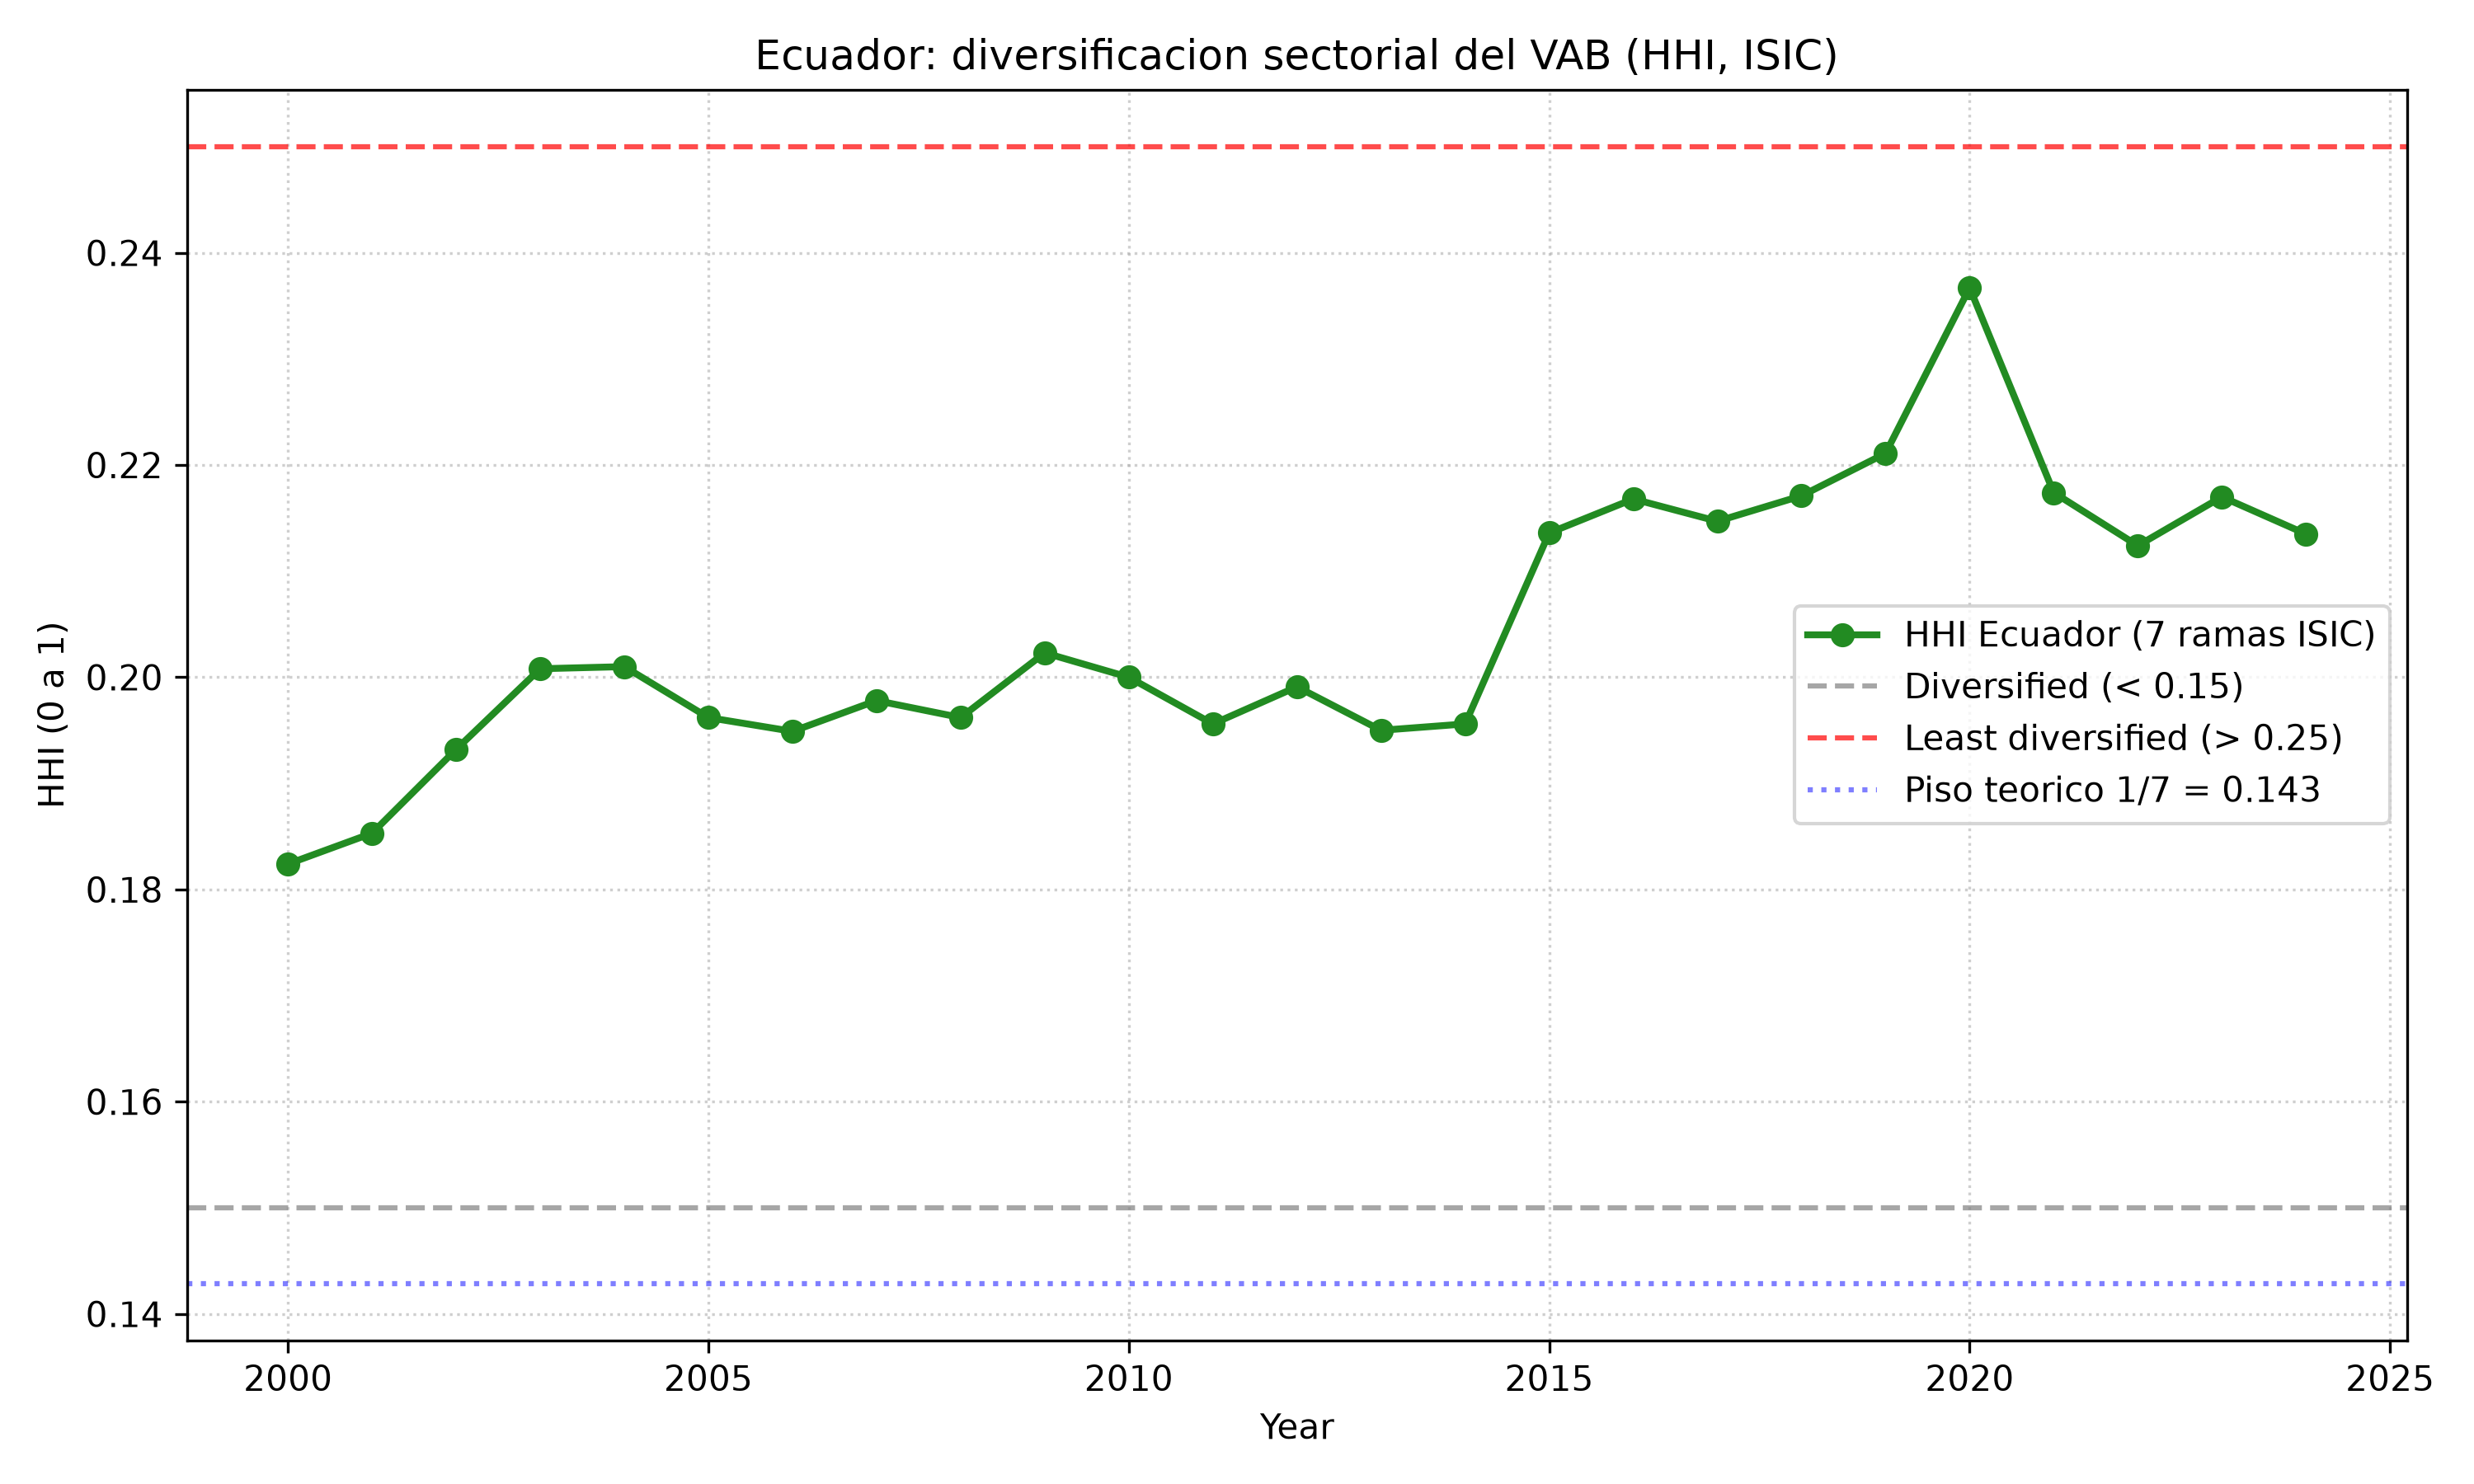 Ecuador: diversificacion sectorial del VAB (HHI, ISIC)
HHI (0 a 1)
0.24
0.22
0.20
0.18
0.16
0.14
HHI Ecuador (7 ramas ISIC)
Diversified (< 0.15)
Least diversified (> 0.25)
Piso teorico 1/7 = 0.143
2000 2005 2010 2015 2020 2025
Year